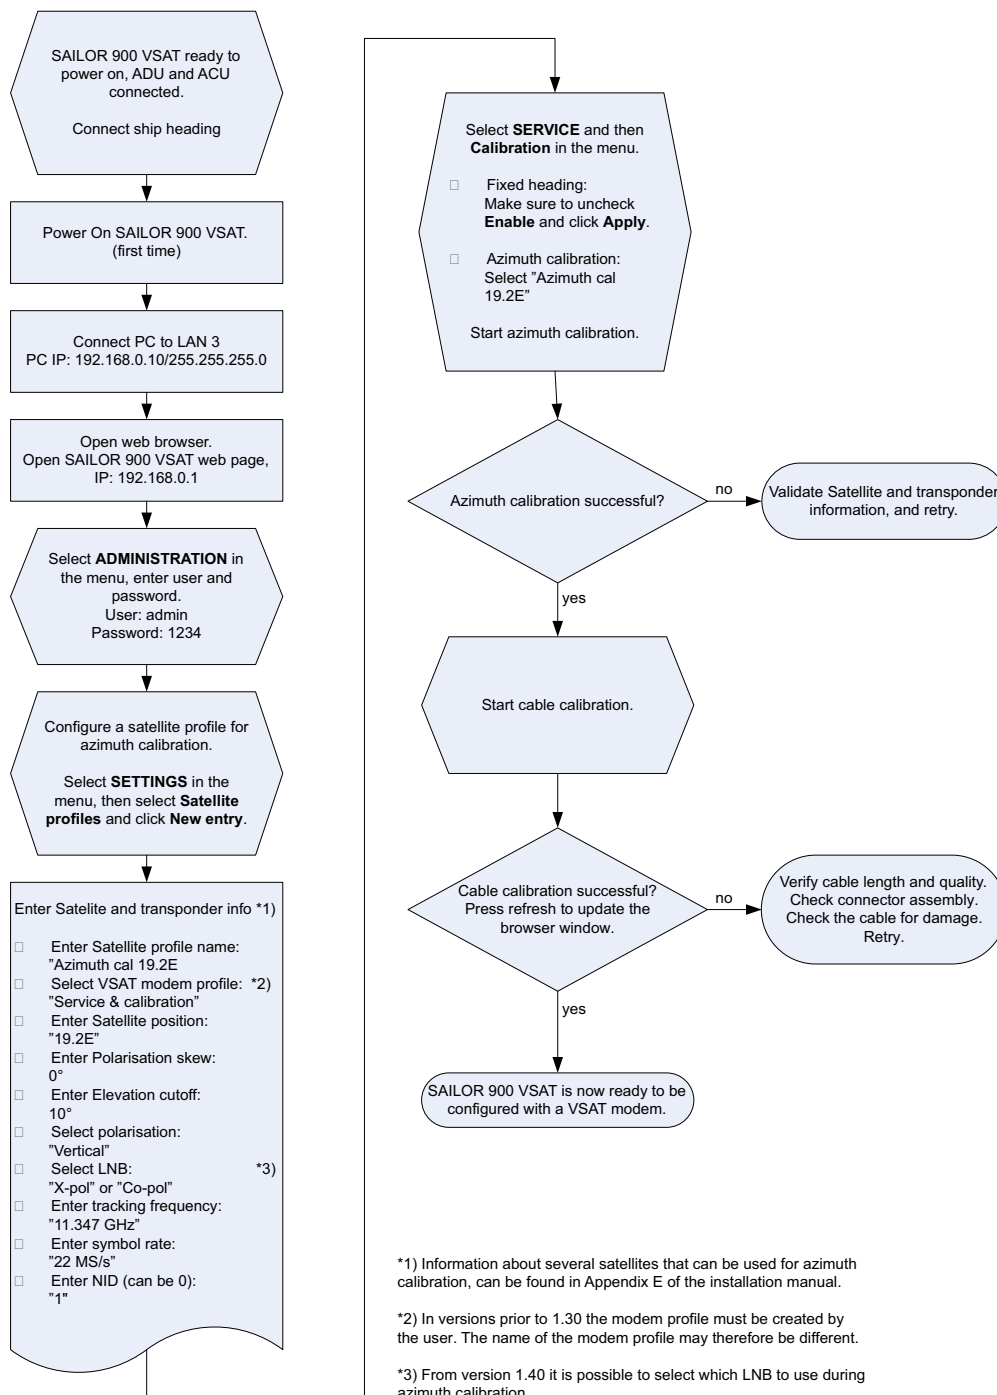 SAILOR 900 VSAT ready to
power on, ADU and ACU
connected.
Connect ship heading
Power On SAILOR 900 VSAT.
(first time)
Connect PC to LAN 3
PC IP: 192.168.0.10/255.255.255.0
Open web browser.
Open SAILOR 900 VSAT web page,
IP: 192.168.0.1
Select ADMINISTRATION in
the menu, enter user and
password.
User: admin
Password: 1234
Configure a satellite profile for
azimuth calibration.
Select SETTINGS in the
menu, then select Satellite
profiles and click New entry.
Enter Satelite and transponder info *1)
Enter Satellite profile name:
"Azimuth cal 19.2E
Select VSAT modem profile: *2)
"Service & calibration"
Enter Satellite position:
"19.2E"
Enter Polarisation skew:
0°
Enter Elevation cutoff:
10°
Select polarisation:
"Vertical"
Select LNB: *3)
"X-pol" or "Co-pol"
Enter tracking frequency:
"11.347 GHz"
Enter symbol rate:
"22 MS/s"
Enter NID (can be 0):
"1"
Select SERVICE and then
Calibration in the menu.
Fixed heading:
Make sure to uncheck
Enable and click Apply.
Azimuth calibration:
Select "Azimuth cal
19.2E"
Start azimuth calibration.
Azimuth calibration successful?
no
Validate Satellite and transponder
information, and retry.
yes
Start cable calibration.
Cable calibration successful?
Press refresh to update the
browser window.
no
Verify cable length and quality.
Check connector assembly.
Check the cable for damage.
Retry.
yes
SAILOR 900 VSAT is now ready to be
configured with a VSAT modem.
*1) Information about several satellites that can be used for azimuth
calibration, can be found in Appendix E of the installation manual.
*2) In versions prior to 1.30 the modem profile must be created by
the user. The name of the modem profile may therefore be different.
*3) From version 1.40 it is possible to select which LNB to use during
azimuth calibration